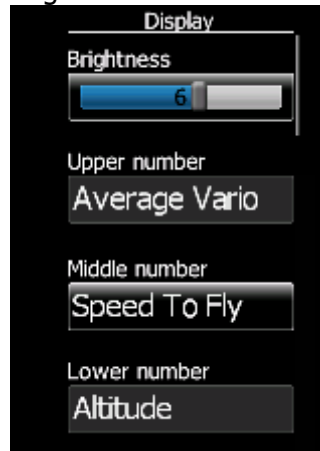 Display
Brightness
6
Upper number
Average Vario
Middle number
Speed To Fly
Lower number
Altitude